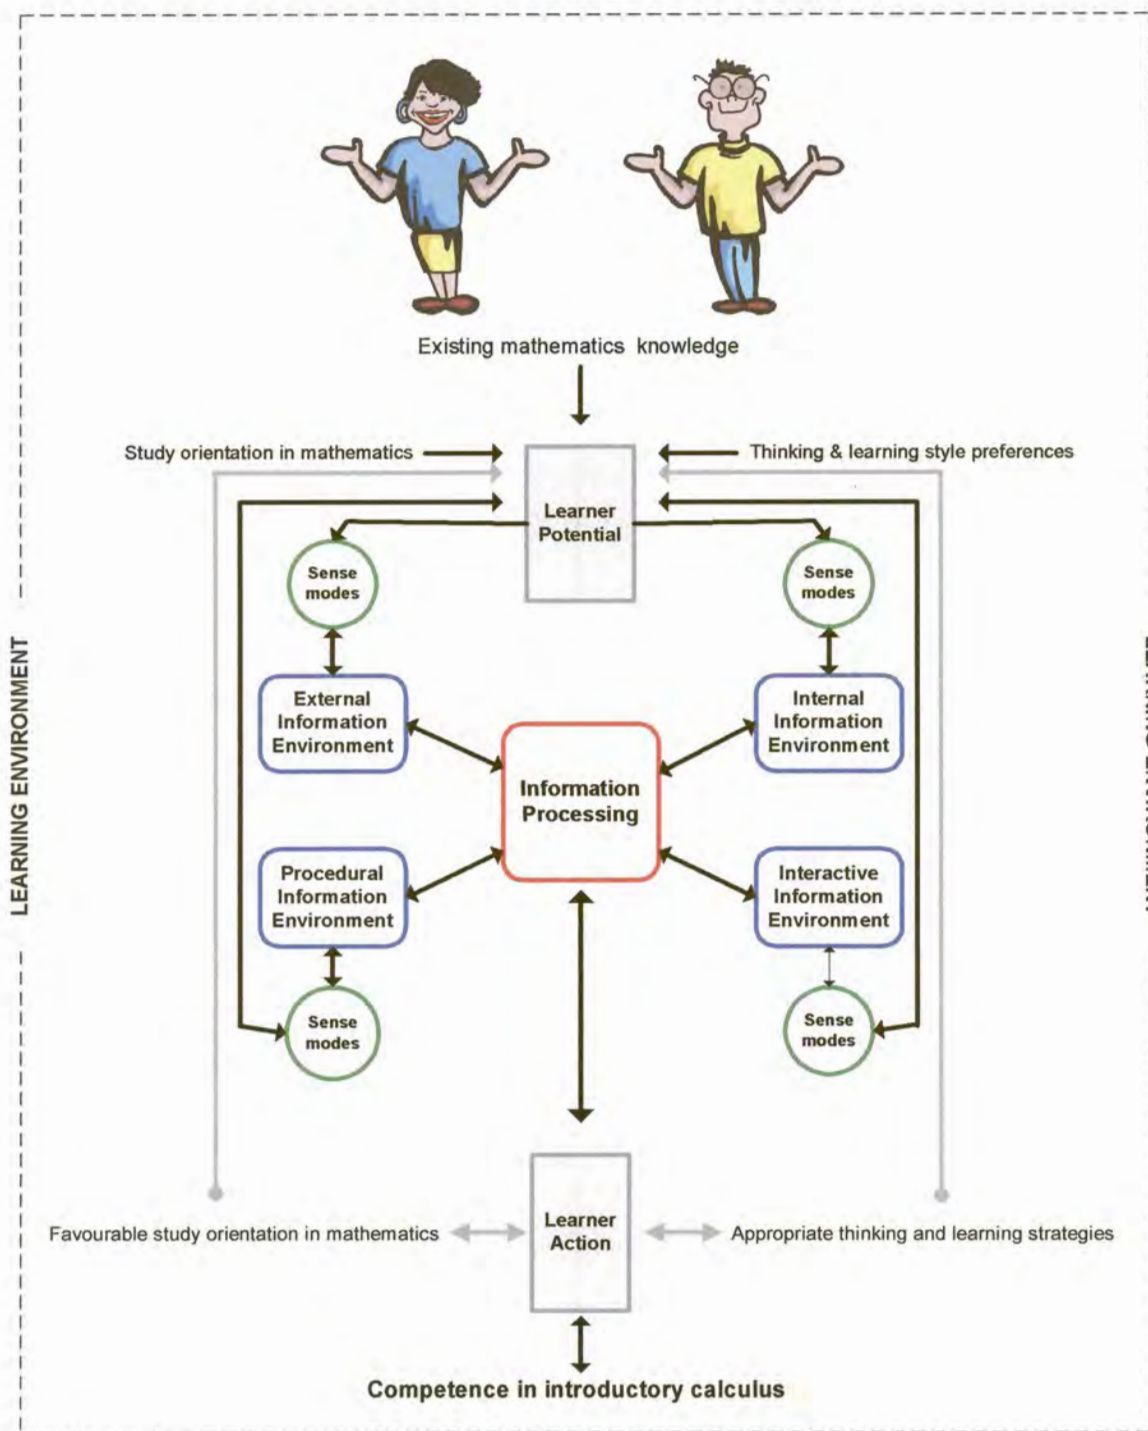 Existing mathematics knowledge
Study orientation in mathematics
Thinking & learning style preferences
Learner
Potential
Sense
modes
Sense
modes
LEARNING ENVIRONMENT
External
Information
Environment
Internal
Information
Environment
Information
Processing
Procedural
Information
Environment
Interactive
Information
Environment
Sense
modes
Sense
modes
Favourable study orientation in mathematics
Learner
Action
Appropriate thinking and learning strategies
Competence in introductory calculus